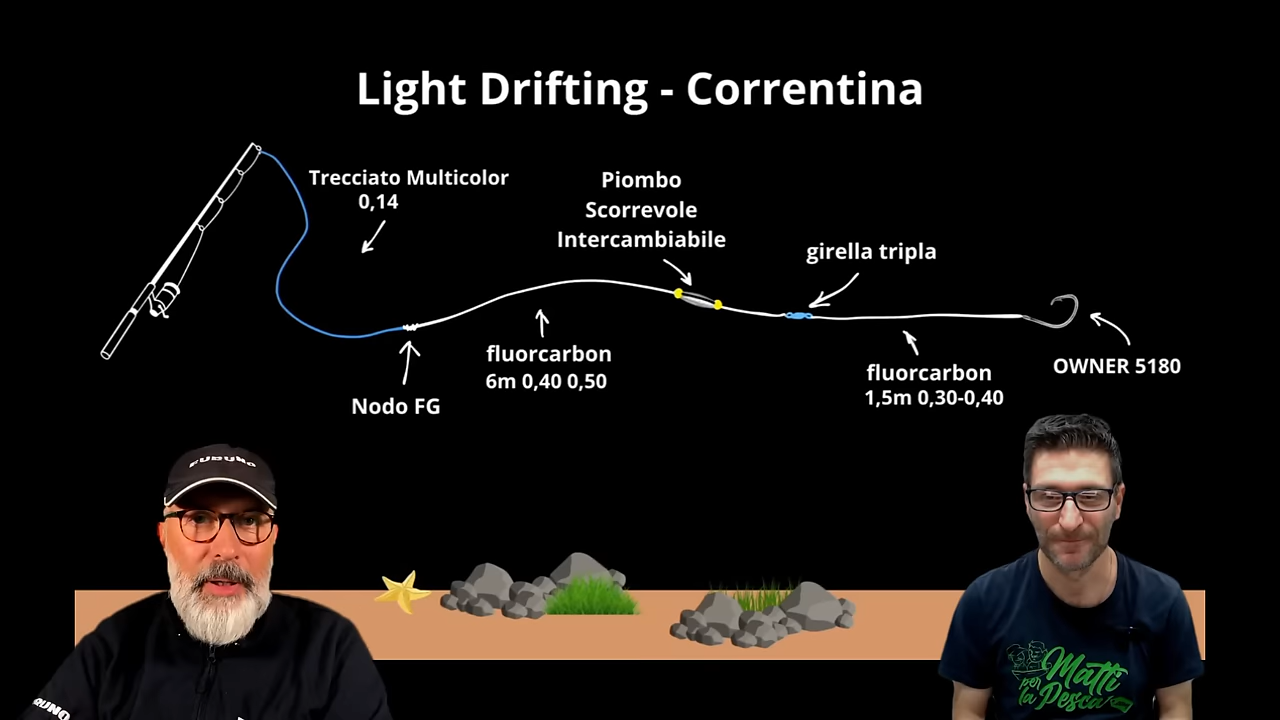 Light Drifting - Correntina
Trecciato Multicolor
0,14
Piombo
Scorrevole
Intercambiabile
girella tripla
fluorcarbon
6m 0,40 0,50
Nodo FG
OWNER 5180
fluorcarbon
1,5m 0,30-0,40
FURUNO
Matti
per
la Pesca